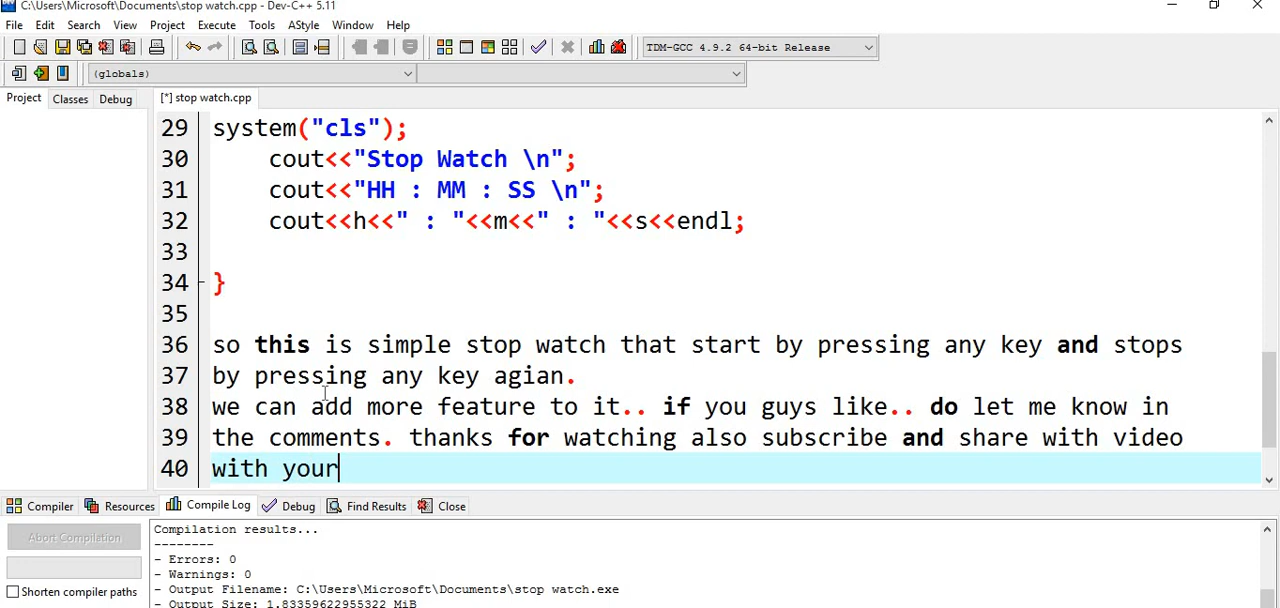 C:\Users\Microsoft\Documents\stop watch.cpp - Dev-C++ 5.11
File Edit Search View Project Execute Tools AStyle Window Help
TDM-GCC 4.9.2 64-bit Release
(globals)
Project Classes Debug [*] stop watch.cpp
29 system("cls");
30 cout<<"Stop Watch \n";
31 cout<<"HH : MM : SS \n";
32 cout<<h<<" : "<<m<<" : "<<s<<endl;
33
34 }
35
36 so this is simple stop watch that start by pressing any key and stops
37 by pressing any key agian.
38 we can add more feature to it.. if you guys like.. do let me know in
39 the comments. thanks for watching also subscribe and share with video
40 with your
Compiler Resources Compile Log Debug Find Results Close
Abort Compilation
Shorten compiler paths
Compilation results...
--------
- Errors: 0
- Warnings: 0
- Output Filename: C:\Users\Microsoft\Documents\stop watch.exe
- Output Size: 1.83359622955322 MiB